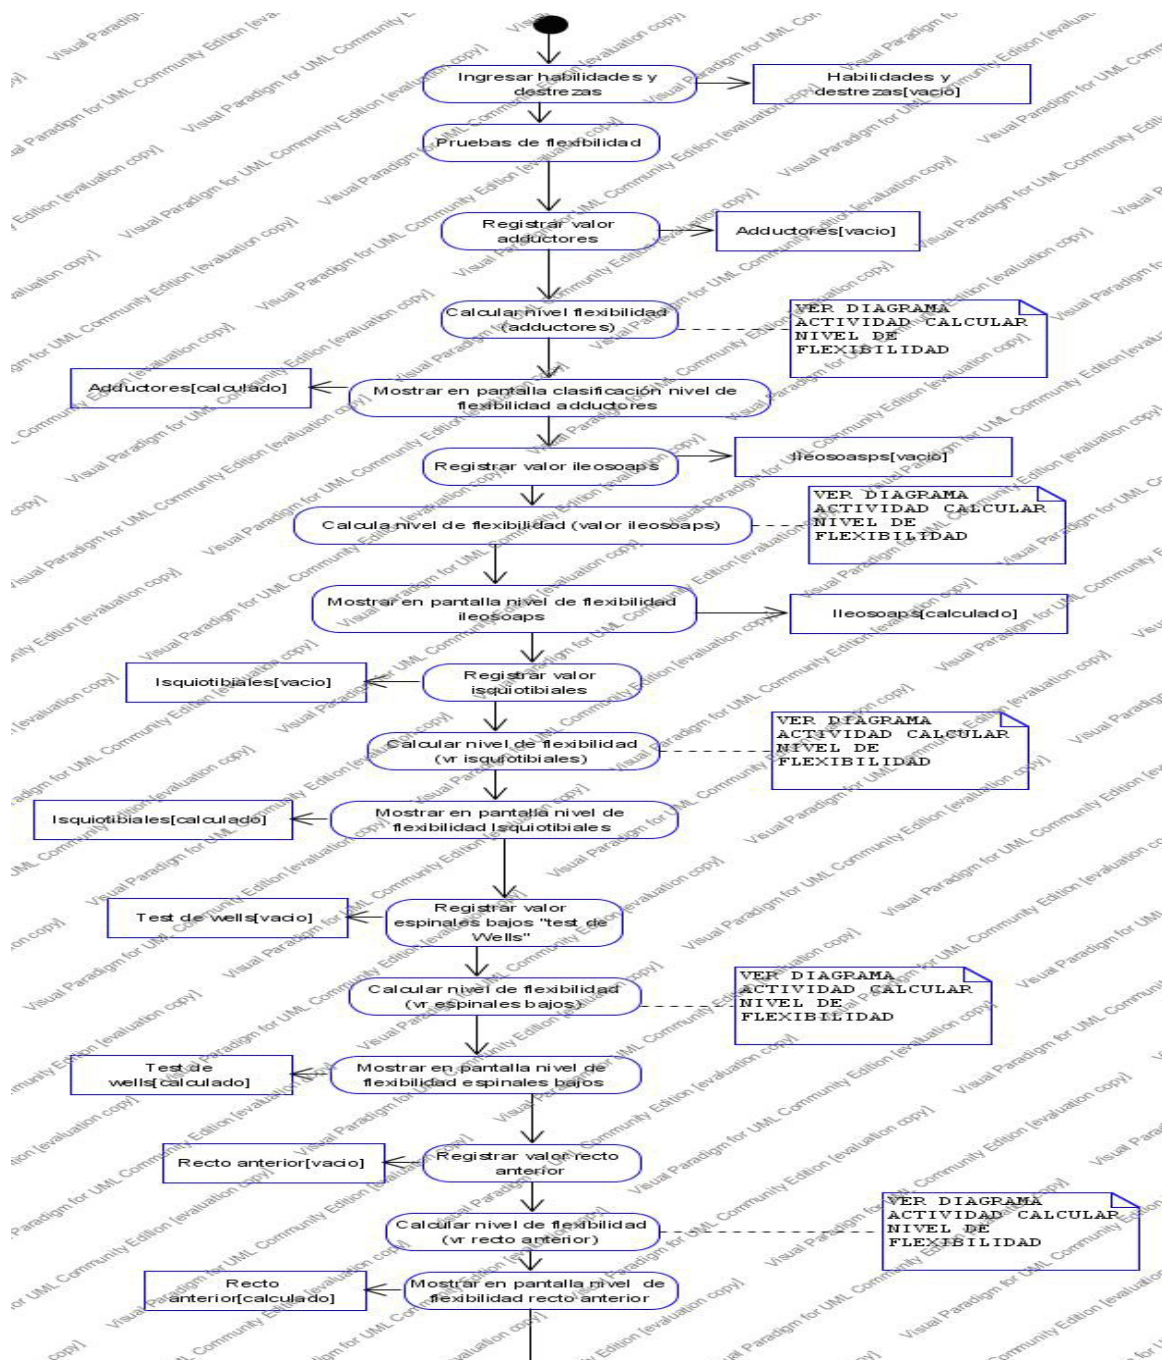 Ingresar habilidades y
destrezas
Habilidades y
destrezas[vacio]
Pruebas de flexibilidad
Registrar valor
adductores
Adductores[vacio]
Calcular nivel flexibilidad
(adductores)
VER DIAGRAMA
ACTIVIDAD CALCULAR
NIVEL DE
FLEXIBILIDAD
Adductores[calculado]
Mostrar en pantalla clasificación nivel de
flexibilidad adductores
Registrar valor ileosoaps
Ileosoasps[vacio]
Calcula nivel de flexibilidad (valor ileosoaps)
VER DIAGRAMA
ACTIVIDAD CALCULAR
NIVEL DE
FLEXIBILIDAD
Mostrar en pantalla nivel de flexibilidad
ileosoaps
Ileosoaps[calculado]
Isquiotibiales[vacio]
Registrar valor
isquiotibiales
Calcular nivel de flexibilidad
(vr isquiotibiales)
VER DIAGRAMA
ACTIVIDAD CALCULAR
NIVEL DE
FLEXIBILIDAD
Isquiotibiales[calculado]
Mostrar en pantalla nivel de
flexibilidad Isquiotibiales
Test de wells[vacio]
Registrar valor
espinales bajos "test de
Wells"
Calcular nivel de flexibilidad
(vr espinales bajos)
VER DIAGRAMA
ACTIVIDAD CALCULAR
NIVEL DE
FLEXIBILIDAD
Test de
wells[calculado]
Mostrar en pantalla nivel de
flexibilidad espinales bajos
Recto anterior[vacio]
Registrar valor recto
anterior
Calcular nivel de flexibilidad
(vr recto anterior)
VER DIAGRAMA
ACTIVIDAD CALCULAR
NIVEL DE
FLEXIBILIDAD
Recto
anterior[calculado]
Mostrar en pantalla nivel de
flexibilidad recto anterior
Visual Paradigm for UML Community Edition [evaluation copy]